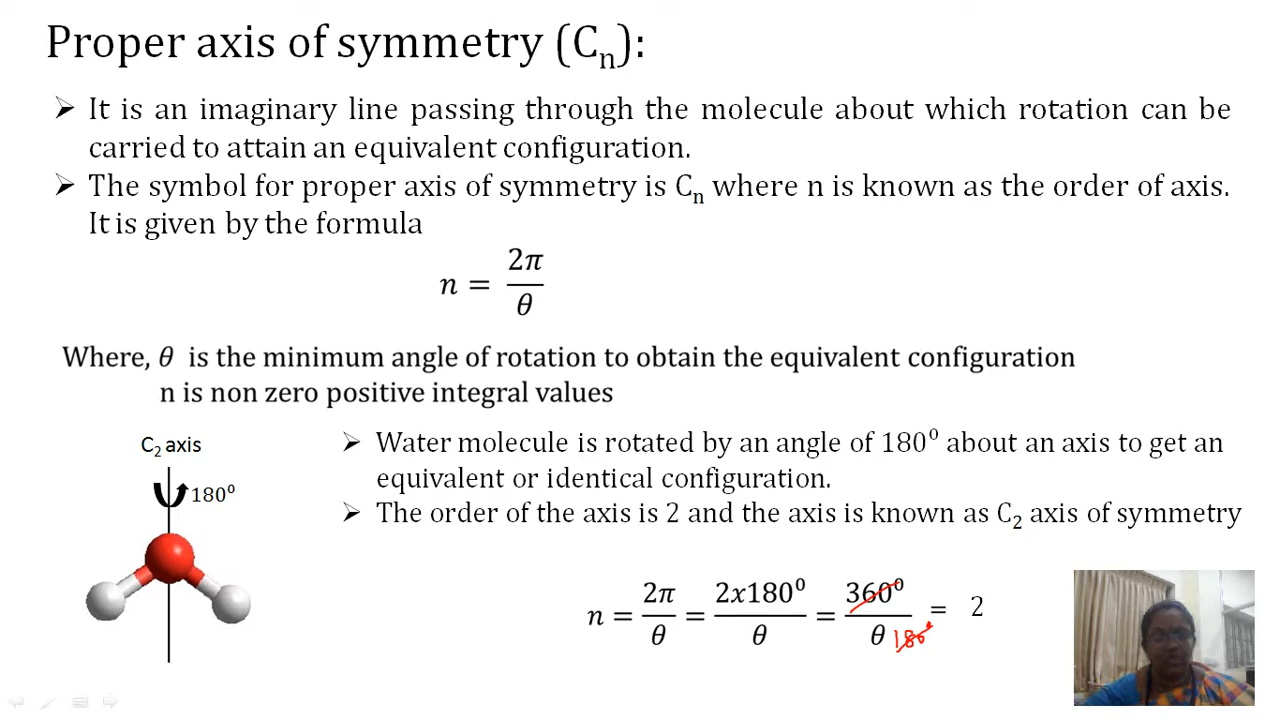 Proper axis of symmetry (Cₙ):
➢ It is an imaginary line passing through the molecule about which rotation can be
carried to attain an equivalent configuration.
➢ The symbol for proper axis of symmetry is Cₙ where n is known as the order of axis.
It is given by the formula
n = 2π/θ
Where, θ is the minimum angle of rotation to obtain the equivalent configuration
n is non zero positive integral values
C₂ axis
180⁰
➢ Water molecule is rotated by an angle of 180⁰ about an axis to get an
equivalent or identical configuration.
➢ The order of the axis is 2 and the axis is known as C₂ axis of symmetry
n = 2π/θ = 2x180⁰/θ = 360⁰/θ 180° = 2